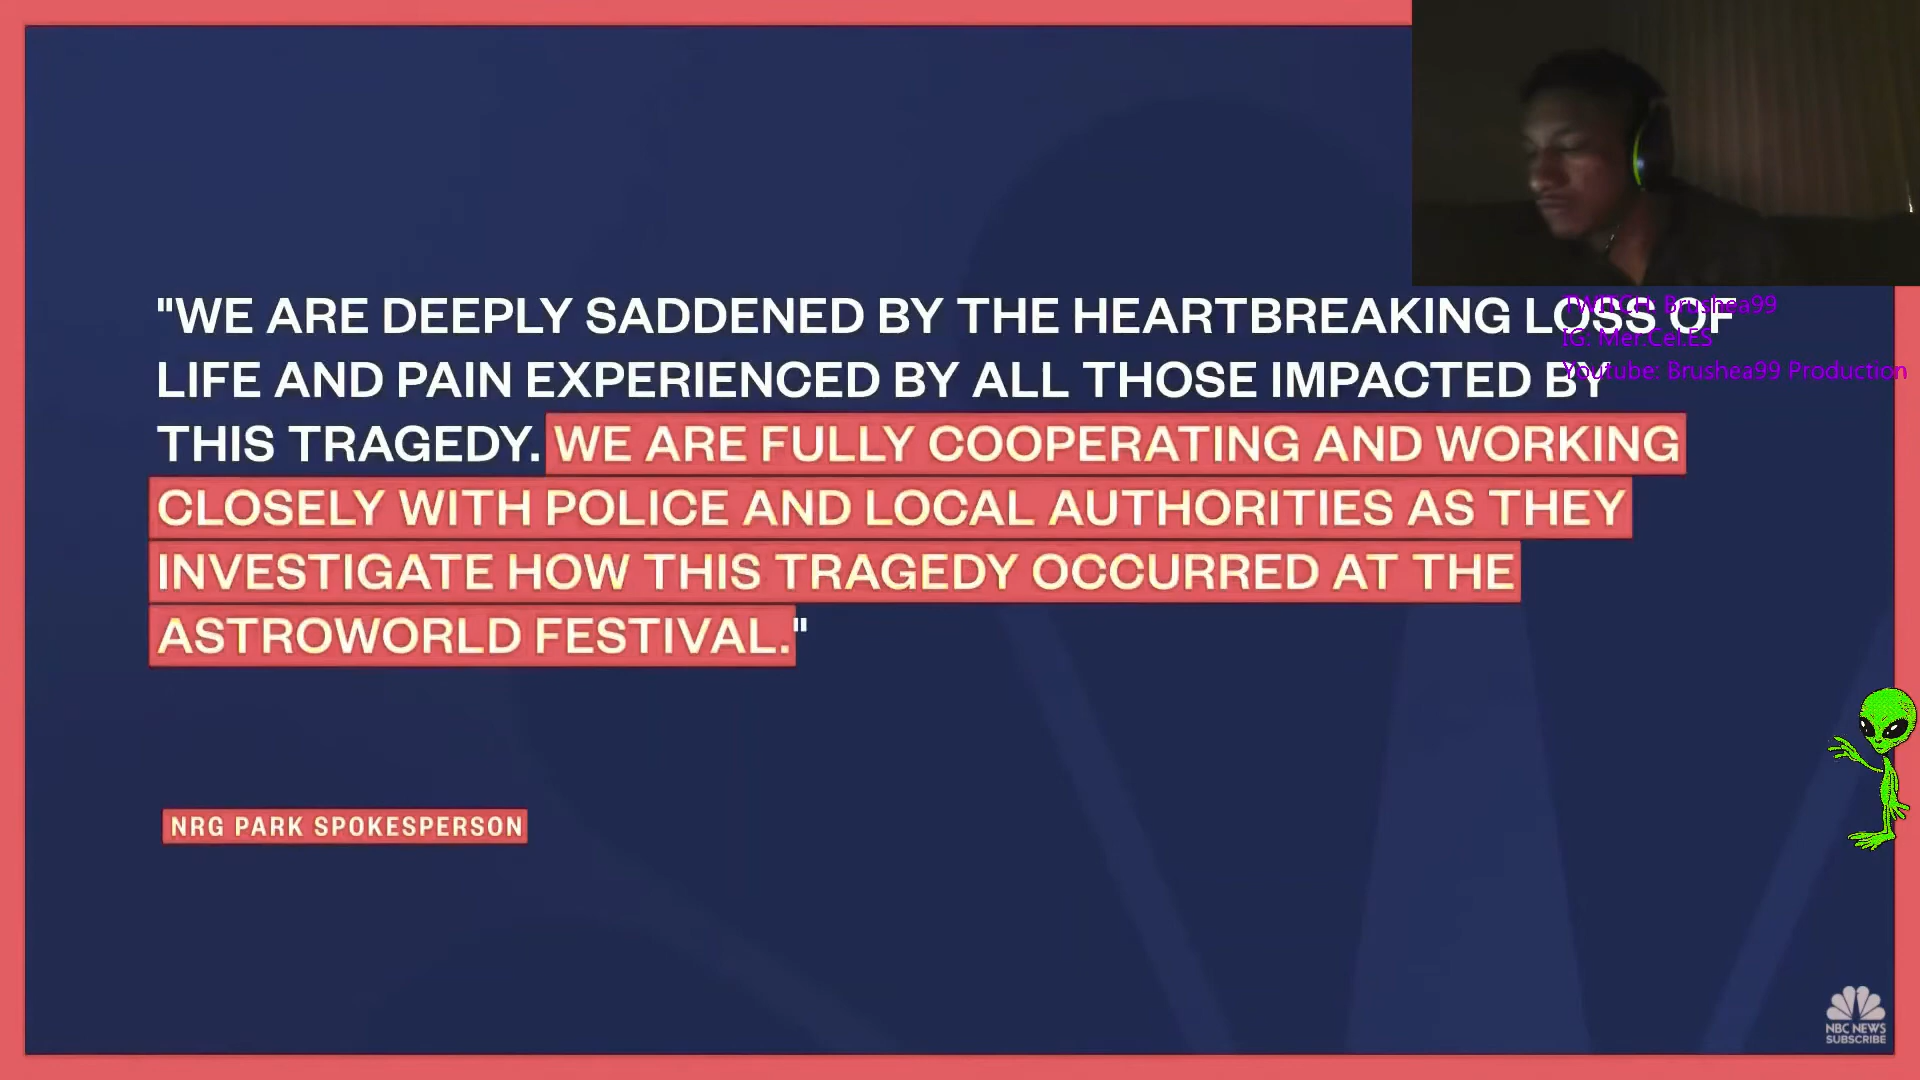 "WE ARE DEEPLY SADDENED BY THE HEARTBREAKING LOSS OF
LIFE AND PAIN EXPERIENCED BY ALL THOSE IMPACTED BY
THIS TRAGEDY. WE ARE FULLY COOPERATING AND WORKING
CLOSELY WITH POLICE AND LOCAL AUTHORITIES AS THEY
INVESTIGATE HOW THIS TRAGEDY OCCURRED AT THE
ASTROWORLD FESTIVAL."
NRG PARK SPOKESPERSON
TWITCH: Brushea99
IG: Mer.Cel.ES
Youtube: Brushea99 Production
NBC NEWS
SUBSCRIBE